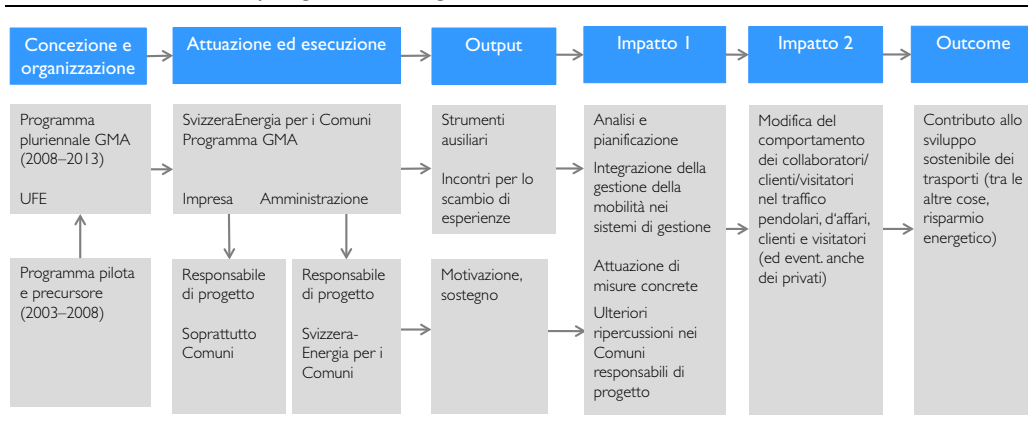 Concezione e
organizzazione
Attuazione ed esecuzione
Output
Impatto 1
Impatto 2
Outcome
Programma
pluriennale GMA
(2008–2013)
UFE
Programma pilota
e precursore
(2003–2008)
SvizzeraEnergia per i Comuni
Programma GMA
Impresa Amministrazione
Responsabile
di progetto
Soprattutto
Comuni
Responsabile
di progetto
Svizzera-
Energia per i
Comuni
Strumenti
ausiliari
Incontri per lo
scambio di
esperienze
Motivazione,
sostegno
Analisi e
pianificazione
Integrazione della
gestione della
mobilità nei
sistemi di gestione
Attuazione di
misure concrete
Ulteriori
ripercussioni nei
Comuni
responsabili di
progetto
Modifica del
comportamento
dei collaboratori/
clienti/visitatori
nel traffico
pendolari, d'affari,
clienti e visitatori
(ed event. anche
dei privati)
Contributo allo
sviluppo
sostenibile dei
trasporti (tra le
altre cose,
risparmio
energetico)